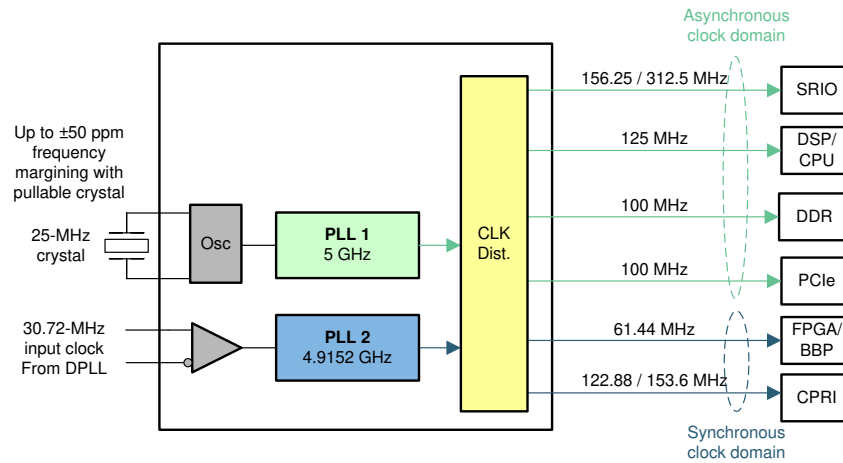 Asynchronous
clock domain
156.25 / 312.5 MHz
SRIO
Up to ±50 ppm
frequency
margining with
pullable crystal
125 MHz
DSP/
CPU
100 MHz
DDR
25-MHz
crystal
Osc
PLL 1
5 GHz
CLK
Dist.
100 MHz
PCIe
30.72-MHz
input clock
From DPLL
PLL 2
4.9152 GHz
61.44 MHz
FPGA/
BBP
122.88 / 153.6 MHz
CPRI
Synchronous
clock domain